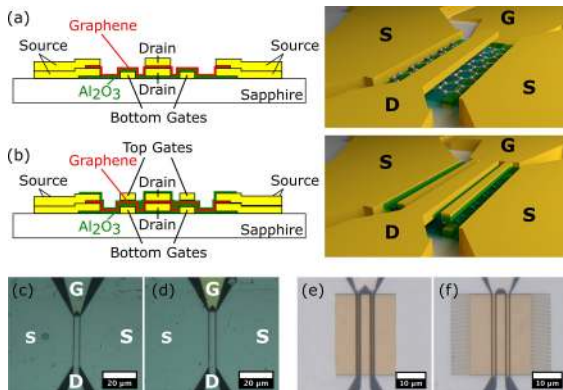 (a)
Graphene
Source
Drain
S
G
Al2O3
Drain
Sapphire
Bottom Gates
D
S
(b)
Top Gates
Graphene
Source
Drain
Source
S
G
Al2O3
Drain
Sapphire
Bottom Gates
D
S
(c)
G
(d)
G
(e)
(f)
S
S
S
D
20 μm
D
20 μm
10 μm
10 μm